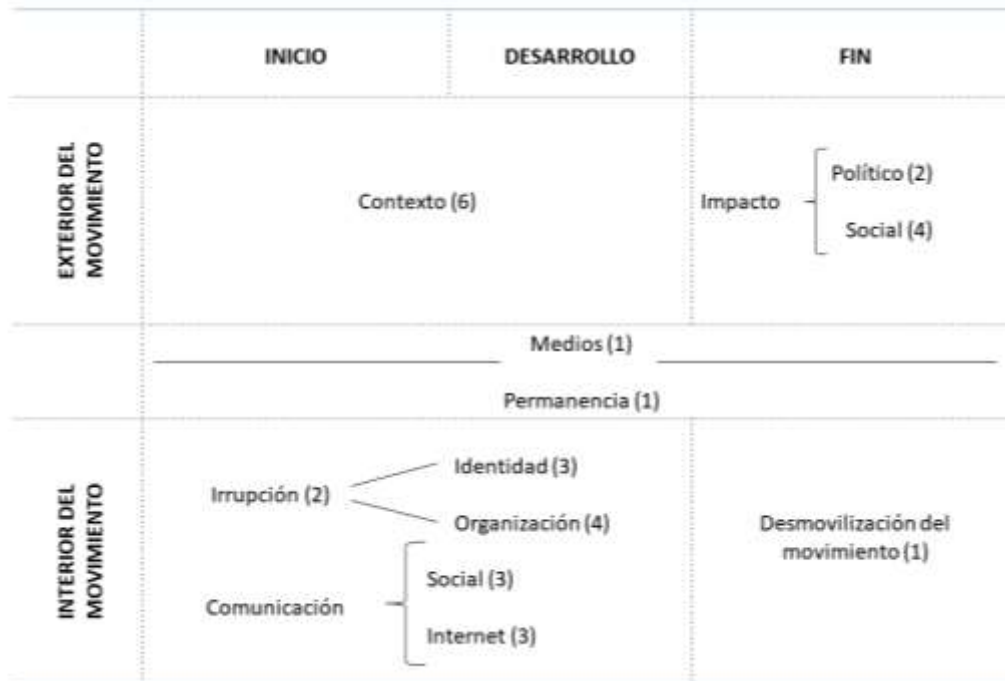 INICIO DESARROLLO FIN
EXTERIOR DEL
MOVIMIENTO
Contexto (6)
Impacto
Político (2)
Social (4)
Medios (1)
Permanencia (1)
INTERIOR DEL
MOVIMIENTO
Irrupción (2)
Identidad (3)
Organización (4)
Comunicación
Social (3)
Internet (3)
Desmovilización del
movimiento (1)